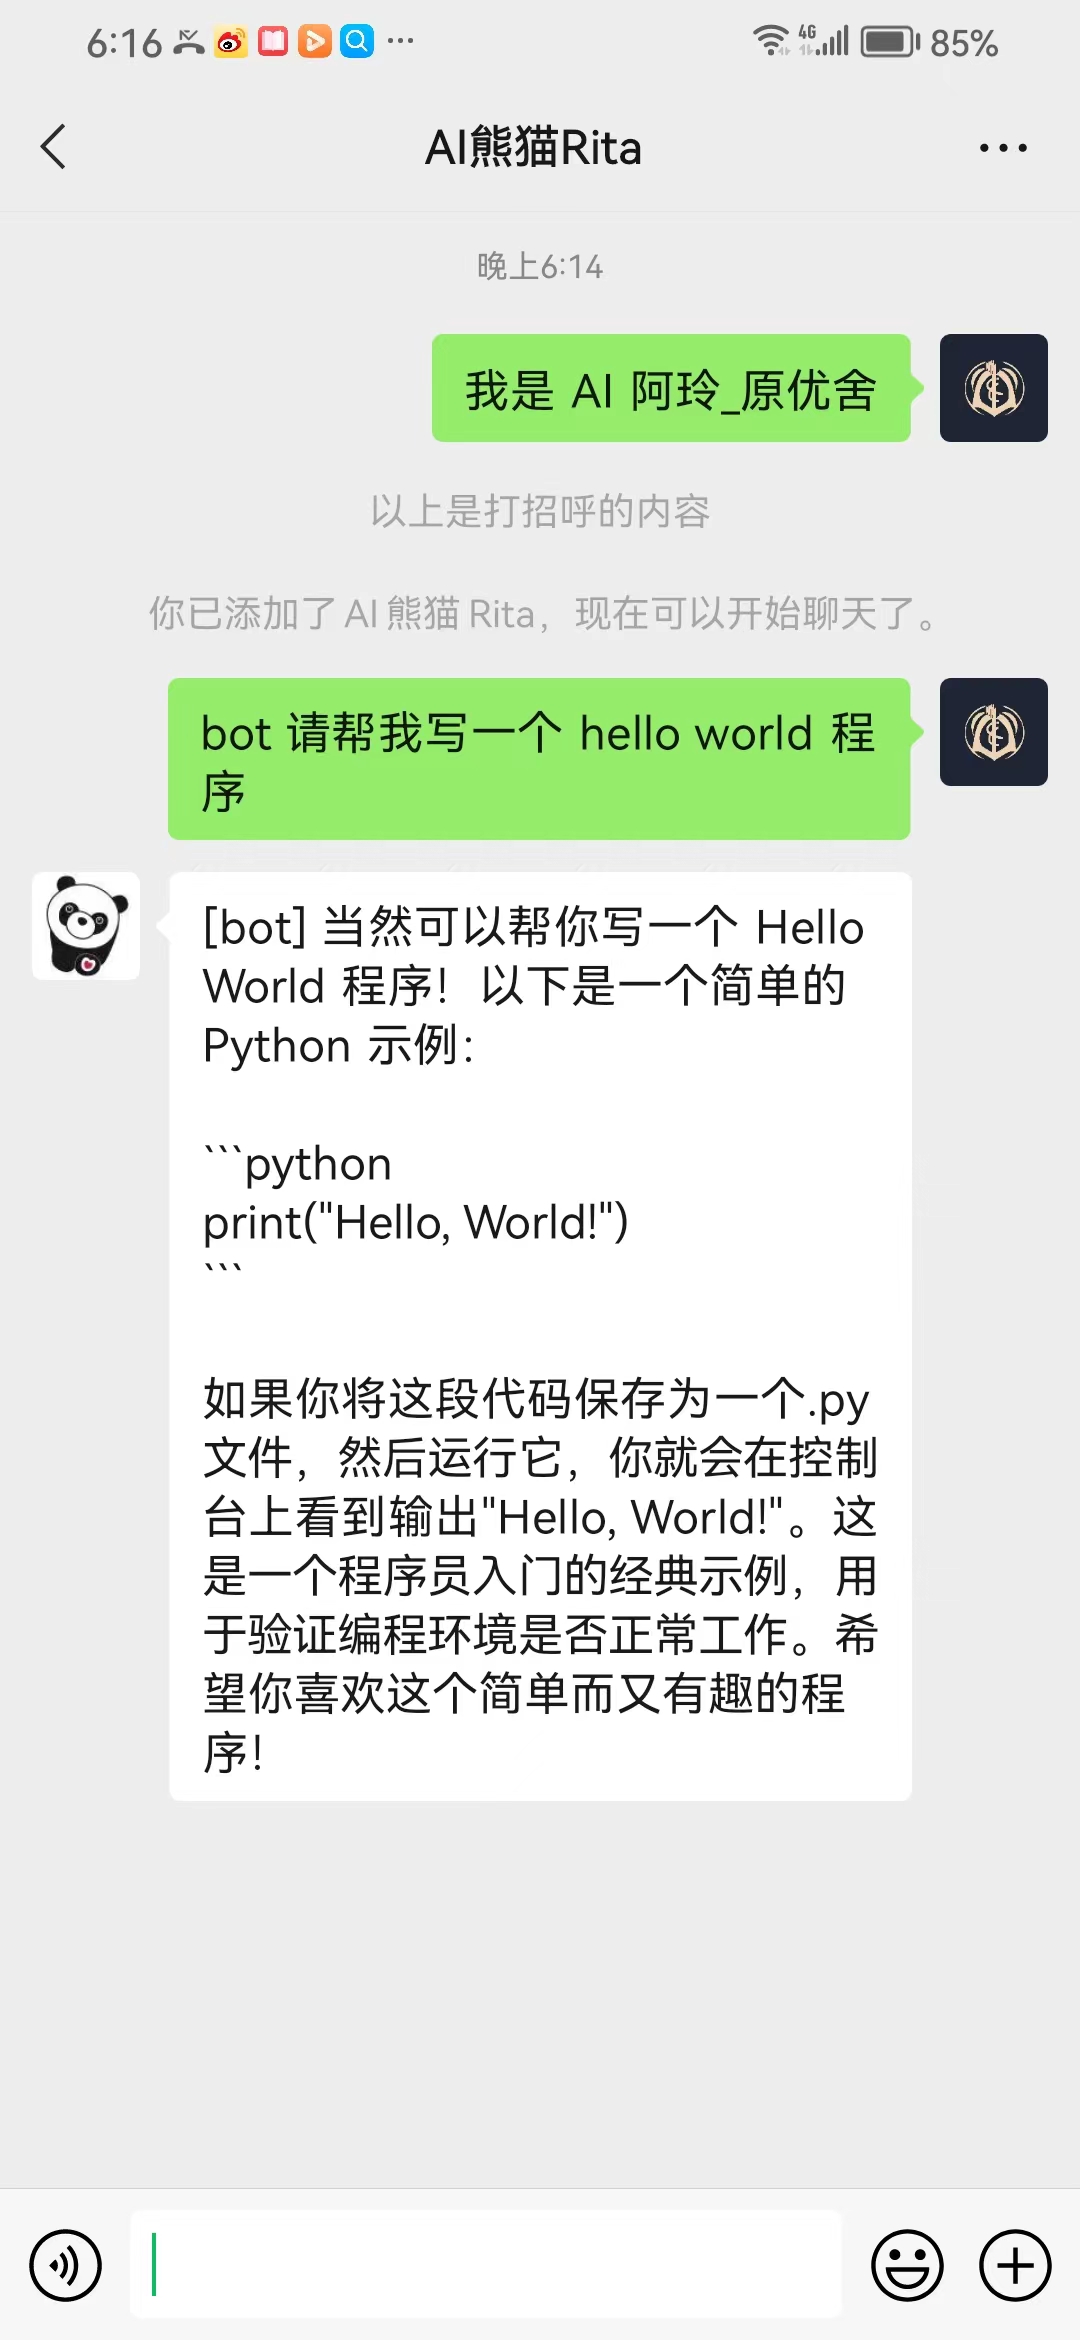 6:16
4G
85%
AI熊猫Rita
晚上6:14
我是 AI 阿玲_原优舍
以上是打招呼的内容
你已添加了 AI 熊猫 Rita，现在可以开始聊天了。
bot 请帮我写一个 hello world 程
序
[bot] 当然可以帮你写一个 Hello
World 程序！以下是一个简单的
Python 示例：
```python
print("Hello, World!")
```
如果你将这段代码保存为一个.py
文件，然后运行它，你就会在控制
台上看到输出"Hello, World!"。这
是一个程序员入门的经典示例，用
于验证编程环境是否正常工作。希
望你喜欢这个简单而又有趣的程
序！